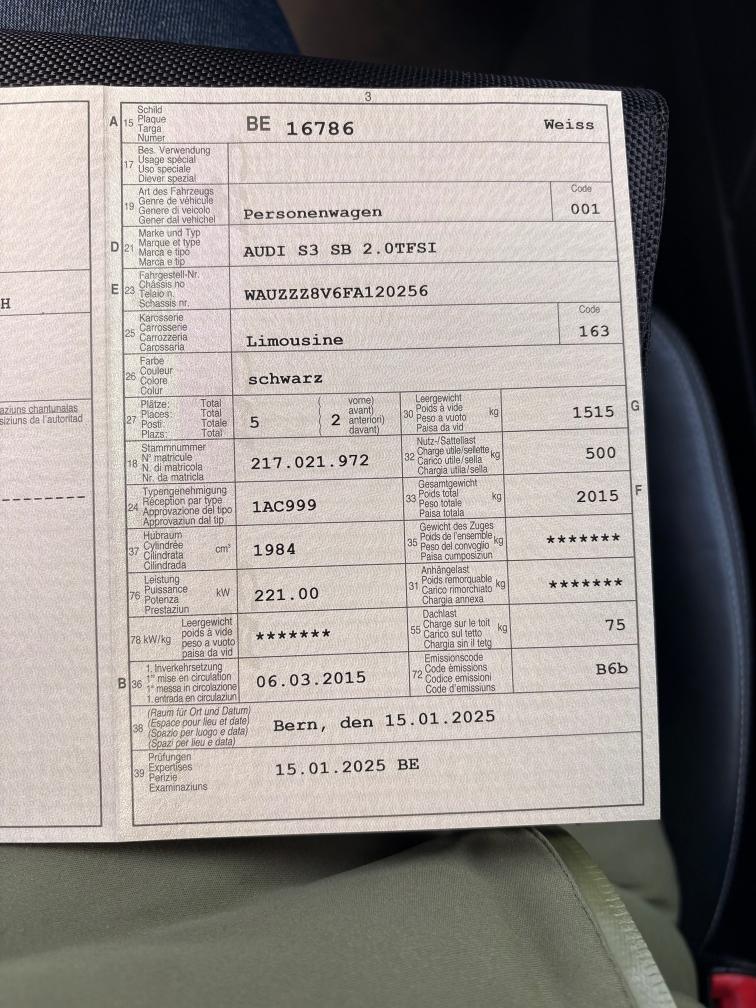 3
A 15 Schild
Plaque
Targa
Numer
BE 16786 Weiss
17 Bes. Verwendung
Usage spécial
Uso speciale
Diever spezial
19 Art des Fahrzeugs
Genre de véhicule
Genere di veicolo
Gener dal vehichel
Personenwagen
Code
001
D 21 Marke und Typ
Marque et type
Marca e tipo
Marca e tip
AUDI S3 SB 2.0TFSI
E 23 Fahrgestell-Nr.
Châssis no
Telaio n.
Schassis nr.
WAUZZZ8V6FA120256
25 Karosserie
Carrosserie
Carrozzeria
Carossaria
Limousine
Code
163
26 Farbe
Couleur
Colore
Colur
schwarz
27 Plätze: Total
Places: Total
Posti: Totale
Plazs: Total
5
( 2 vorne)
avant)
anteriori)
davant)
30 Leergewicht
Poids à vide
Peso a vuoto
Paisa da vid
kg
1515 G
18 Stammnummer
N° matricule
N. di matricola
Nr. da matricla
217.021.972
32 Nutz-/Sattellast
Charge utile/sellette
Carico utile/sella
Chargia utila/sella
kg
500
24 Typengenehmigung
Réception par type
Approvazione del tipo
Approvaziun dal tip
1AC999
33 Gesamtgewicht
Poids total
Peso totale
Paisa totala
kg
2015 F
37 Hubraum
Cylindrée
Cilindrata
Cilindrada
cm³
1984
35 Gewicht des Zuges
Poids de l'ensemble
Peso del convoglio
Paisa cumposiziun
kg
*******
76 Leistung
Puissance
Potenza
Prestaziun
kW
221.00
31 Anhängelast
Poids remorquable
Carico rimorchiato
Chargia annexa
kg
*******
78 kW/kg Leergewicht
poids à vide
peso a vuoto
paisa da vid
*******
55 Dachlast
Charge sur le toit
Carico sul tetto
Chargia sin il tetg
kg
75
B 36 1. Inverkehrsetzung
1re mise en circulation
1a messa in circolazione
1. entrada en circulaziun
06.03.2015
72 Emissionscode
Code émissions
Codice emissioni
Code d'emissiuns
B6b
38 (Raum für Ort und Datum)
(Espace pour lieu et date)
(Spazio per luogo e data)
(Spazi per lieu e data)
Bern, den 15.01.2025
39 Prüfungen
Expertises
Perizie
Examinaziuns
15.01.2025 BE
H
aziuns chantunalas
siziuns da l'autoritad